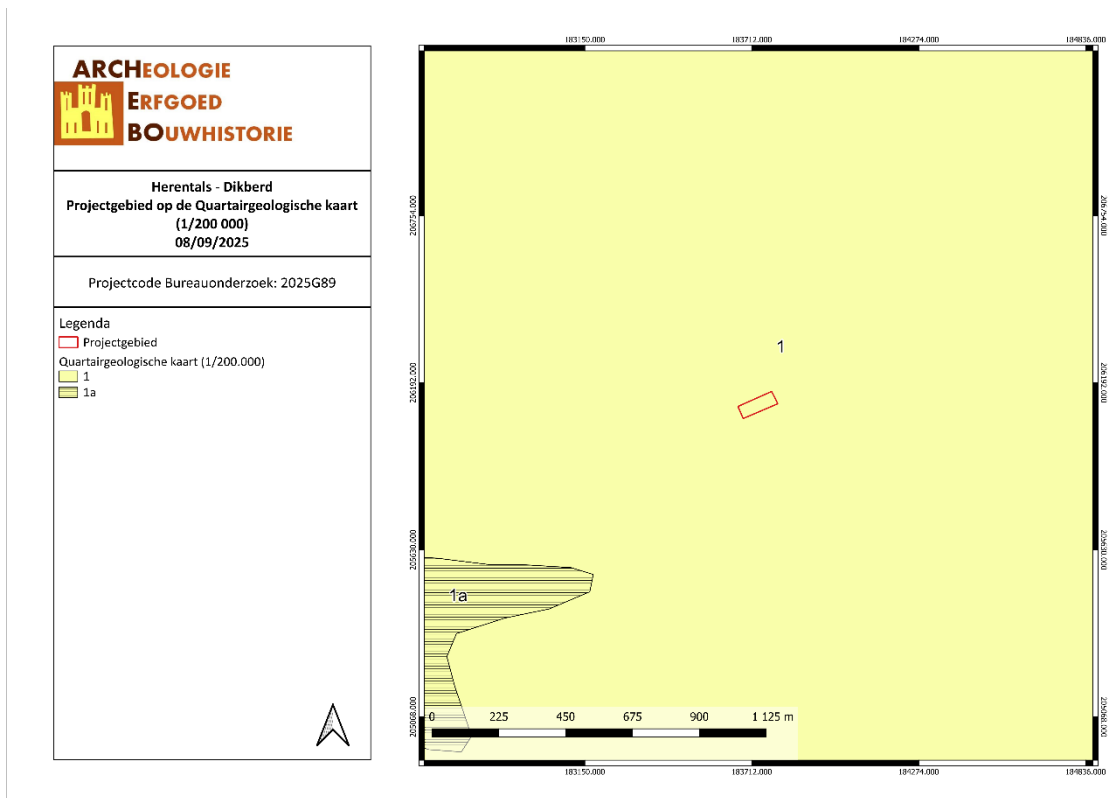 ARCHEOLOGIE
ERFGOED
BOUWHISTORIE
Herentals - Dikberd
Projectgebied op de Quartairgeologische kaart
(1/200 000)
08/09/2025
Projectcode Bureauonderzoek: 2025G89
Legenda
Projectgebied
Quartairgeologische kaart (1/200.000)
1
1a
183150.000 183712.000 184274.000 184836.000
206754.000 206754.000
1
206192.000 206192.000
205630.000 205630.000
1a
205068.000 205068.000
0 225 450 675 900 1 125 m
183150.000 183712.000 184274.000 184836.000